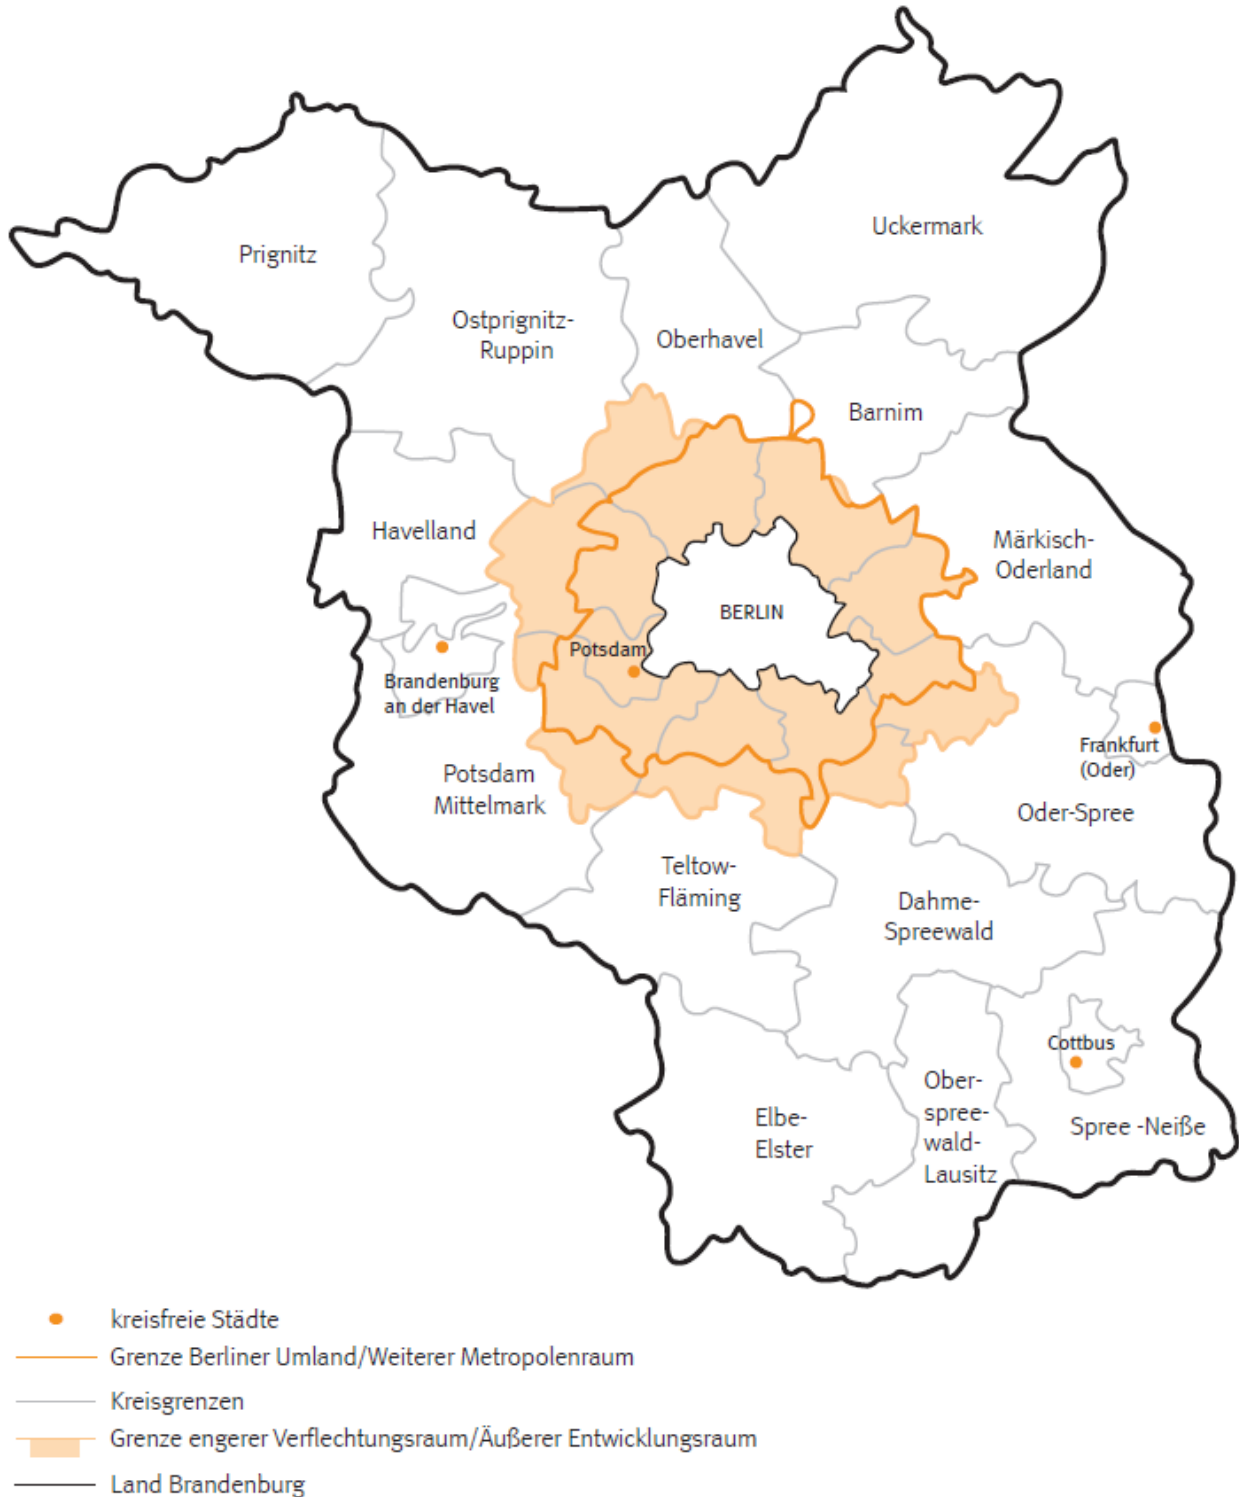 Uckermark
Prignitz
Ostprignitz-
Ruppin
Oberhavel
Barnim
Havelland
Märkisch-
Oderland
BERLIN
Potsdam
Brandenburg
an der Havel
Frankfurt
(Oder)
Potsdam
Mittelmark
Oder-Spree
Teltow-
Fläming
Dahme-
Spreewald
Cottbus
Ober-
spree-
wald-
Lausitz
Elbe-
Elster
Spree -Neiße
kreisfreie Städte
Grenze Berliner Umland/Weiterer Metropolenraum
Kreisgrenzen
Grenze engerer Verflechtungsraum/Äußerer Entwicklungsraum
Land Brandenburg